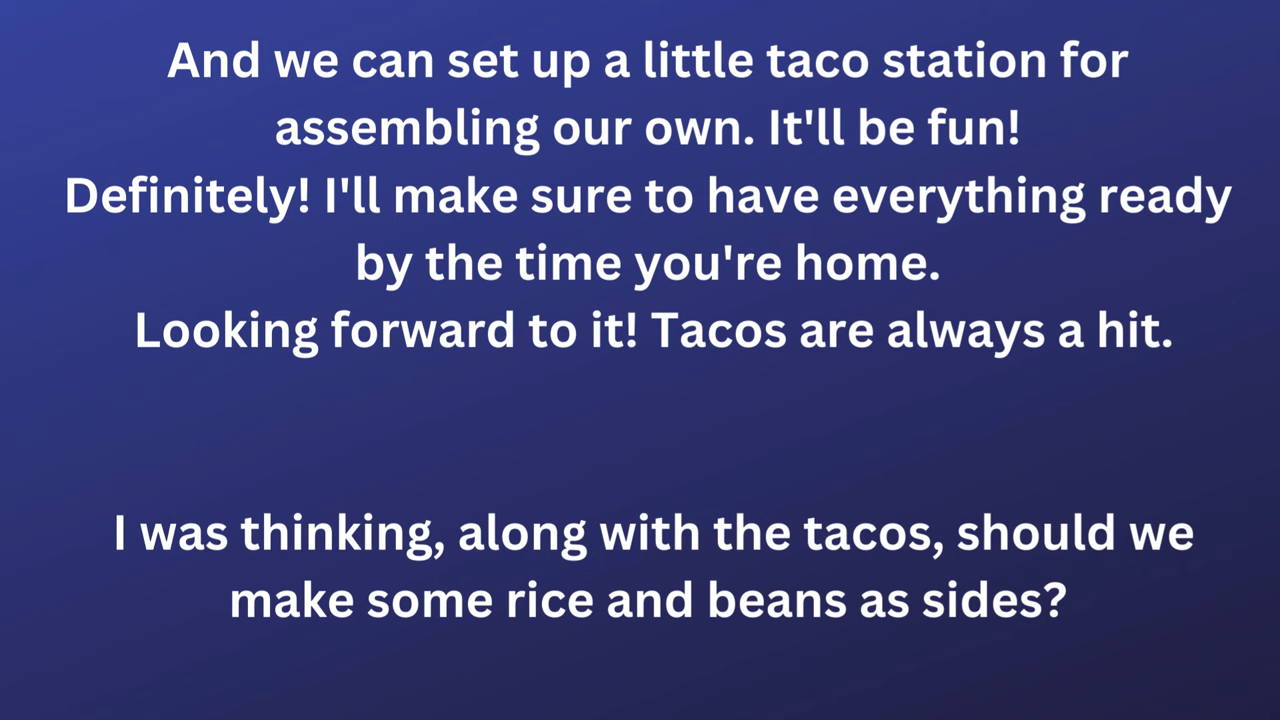 And we can set up a little taco station for
assembling our own. It'll be fun!
Definitely! I'll make sure to have everything ready
by the time you're home.
Looking forward to it! Tacos are always a hit.
I was thinking, along with the tacos, should we
make some rice and beans as sides?